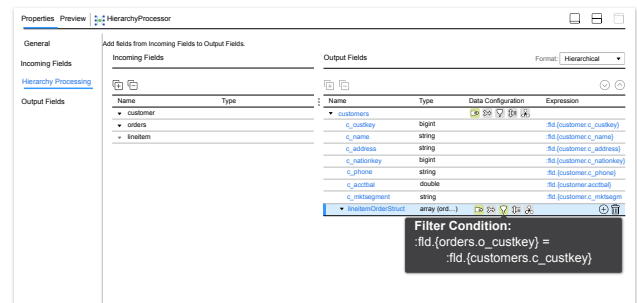 Properties Preview HierarchyProcessor
General
Incoming Fields
Hierarchy Processing
Output Fields
Add fields from Incoming Fields to Output Fields.
Incoming Fields
Name Type
customer
orders
lineitem
Output Fields
Format: Hierarchical
Name Type Data Configuration Expression
customers
c_custkey bigint :fld.{customer.c_custkey}
c_name string :fld.{customer.c_name}
c_address string :fld.{customer.c_address}
c_nationkey bigint :fld.{customer.c_nationkey}
c_phone string :fld.{customer.c_phone}
c_acctbal double :fld.{customer.acctbal}
c_mktsegment string :fld.{customer.c_mktsegm
lineitemOrderStruct array (ord...)
Filter Condition:
:fld.{orders.o_custkey} =
:fld.{customers.c_custkey}